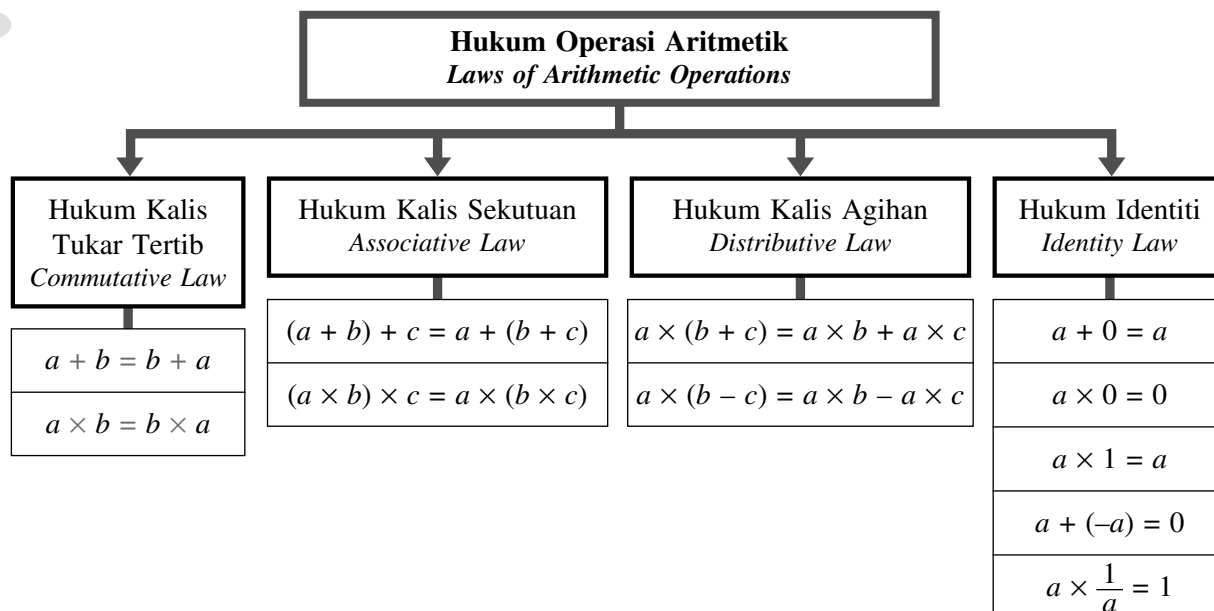 Hukum Operasi Aritmetik
Laws of Arithmetic Operations
Hukum Kalis
Tukar Tertib
Commutative Law
a + b = b + a
a × b = b × a
Hukum Kalis Sekutuan
Associative Law
(a + b) + c = a + (b + c)
(a × b) × c = a × (b × c)
Hukum Kalis Agihan
Distributive Law
a × (b + c) = a × b + a × c
a × (b – c) = a × b – a × c
Hukum Identiti
Identity Law
a + 0 = a
a × 0 = 0
a × 1 = a
a + (–a) = 0
a × 1/a = 1